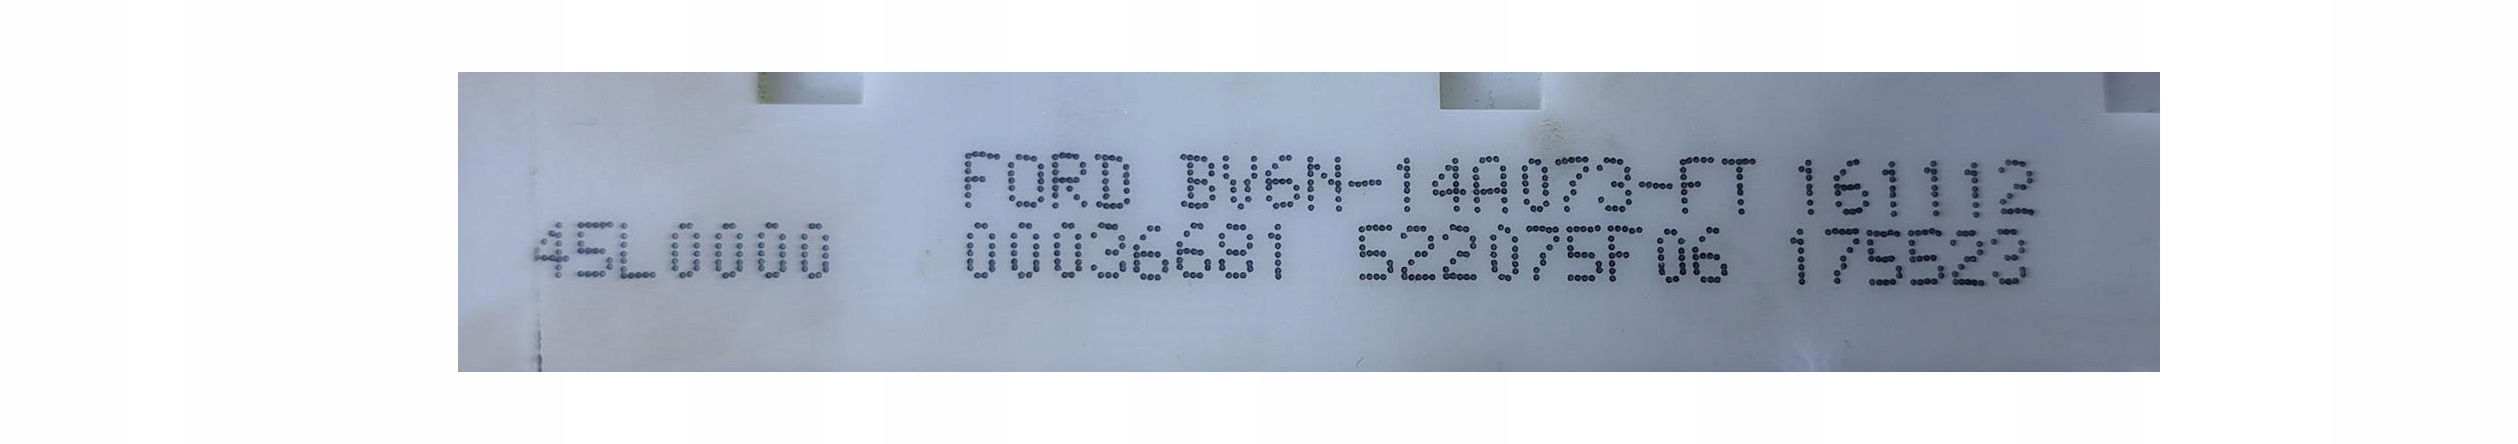 FORD BV6N-14A073-FT 161112
45L0000 00036681 522075F06 175523